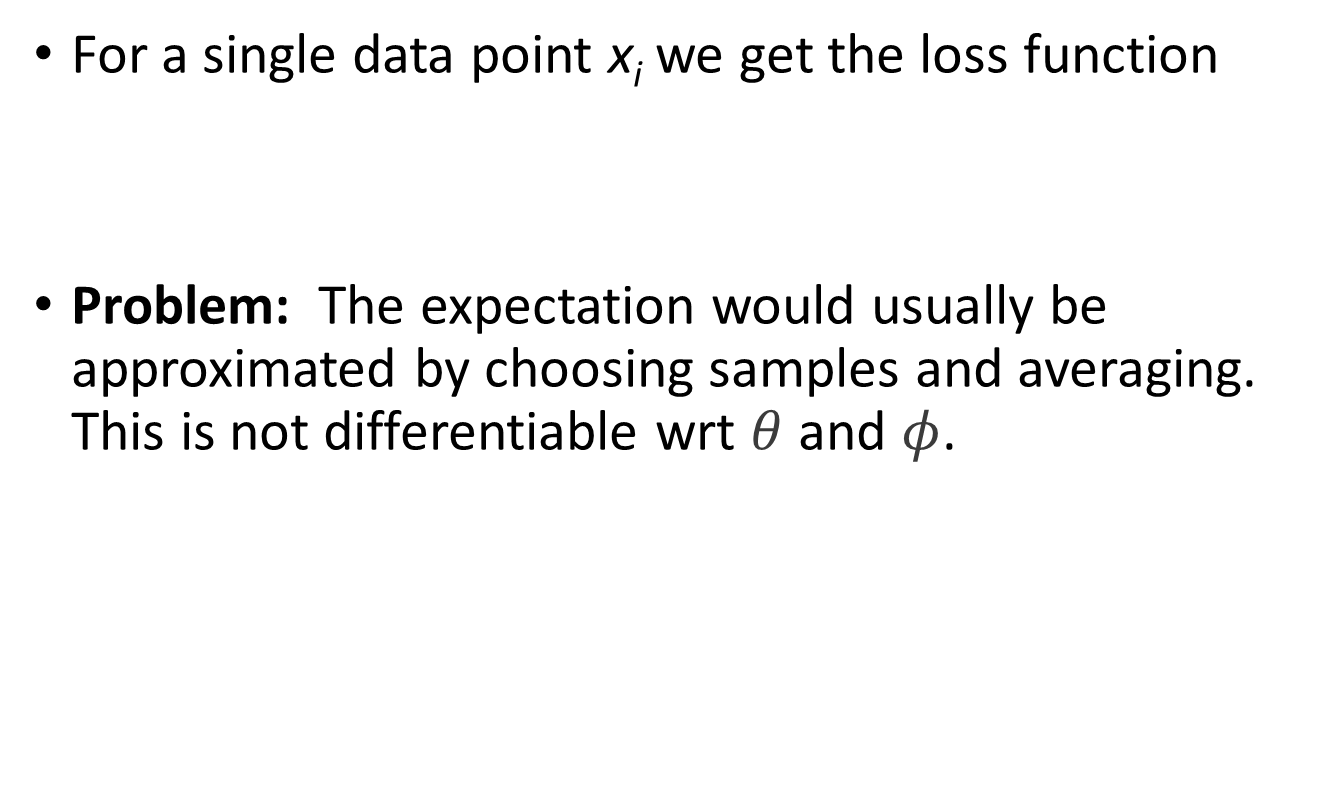 • For a single data point xᵢ we get the loss function
• Problem: The expectation would usually be
approximated by choosing samples and averaging.
This is not differentiable wrt θ and ϕ.